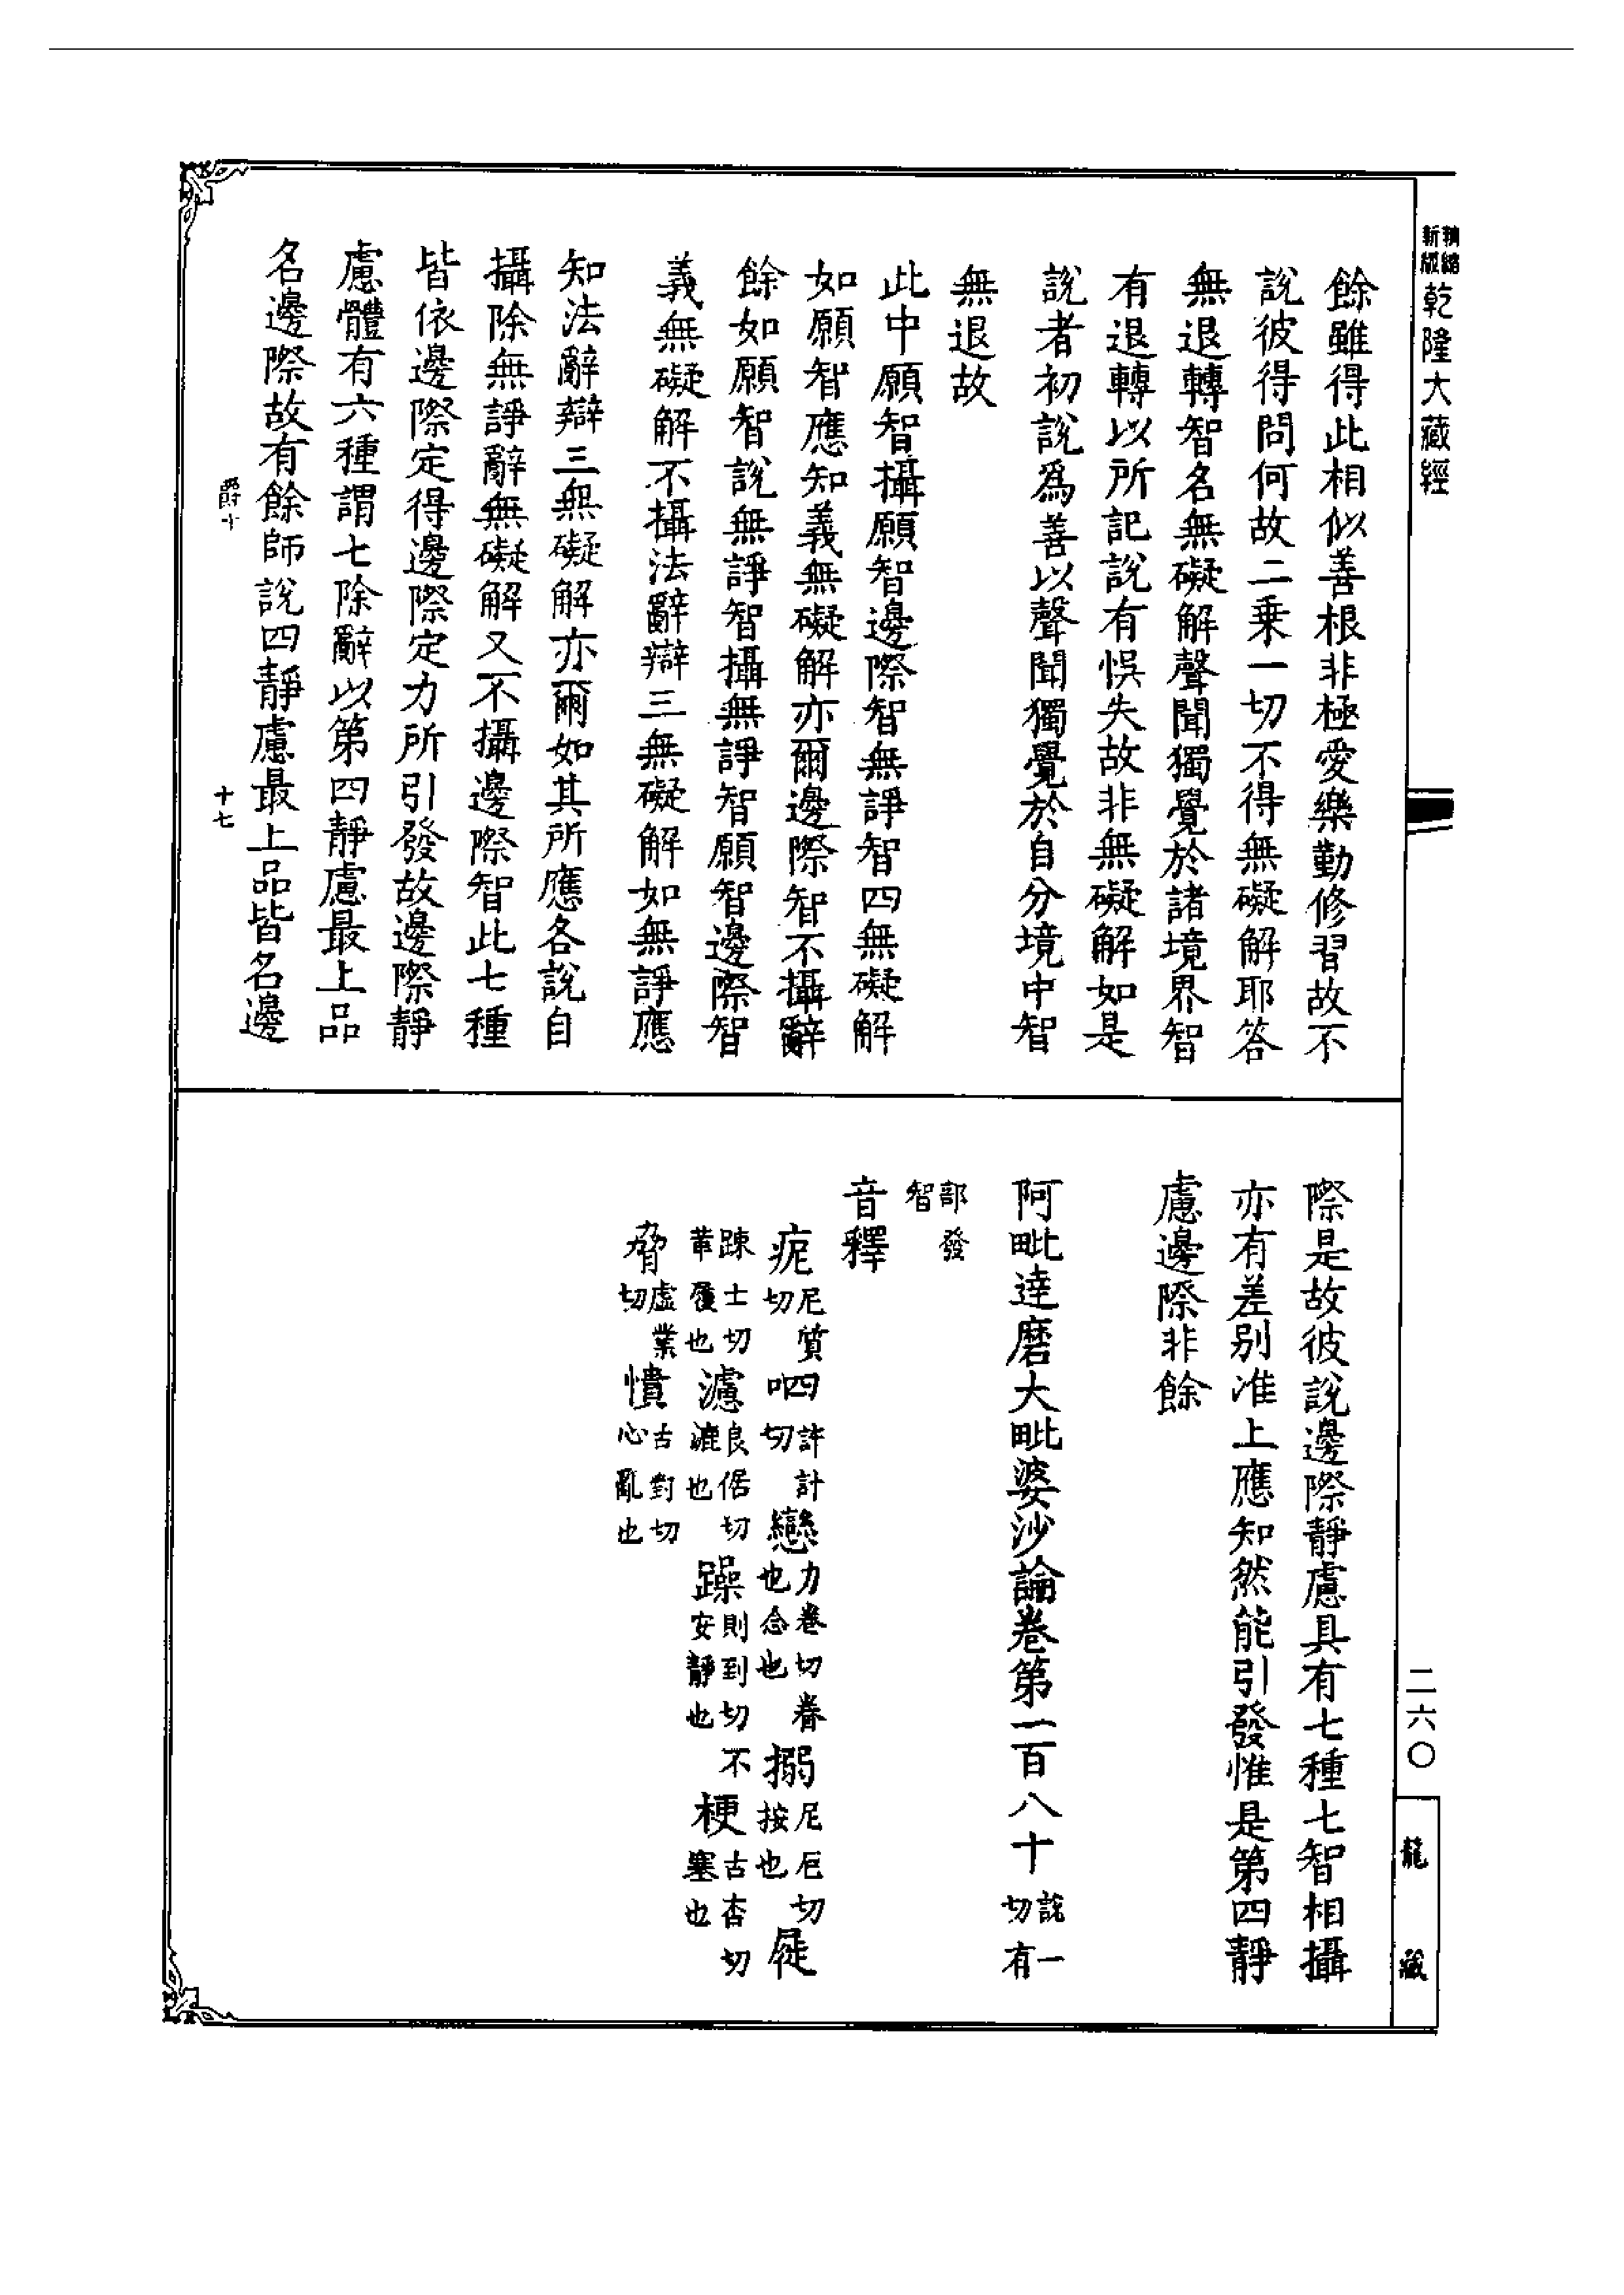 精縮新版乾隆大藏經
餘雖得此相似善根非極愛樂勤修習故不
說彼得問何故二乘一切不得無礙解耶答
無退轉智名無礙解聲聞獨覺於諸境界智
有退轉以所記說有悞失故非無礙解如是
說者初說爲善以聲聞獨覺於自分境中智
無退故
此中願智攝願智邊際智無諍智四無礙解
如願智應知義無礙解亦爾邊際智不攝辭
餘如願智說無諍智攝無諍智願智邊際智
義無礙解不攝法辭辯三無礙解如無諍應
知法辭辯三無礙解亦爾如其所應各說自
攝除無諍辭無礙解又不攝邊際智此七種
皆依邊際定得邊際定力所引發故邊際靜
慮體有六種謂七除辭以第四靜慮最上品
名邊際故有餘師說四靜慮最上品皆名邊
爵十 十七
際是故彼說邊際靜慮具有七種七智相攝
亦有差別准上應知然能引發惟是第四靜
慮邊際非餘
阿毗達磨大毗婆沙論卷第一百八十說一切有
部發智
音釋
痆尼質切 呬許計切 戀力卷切眷也念也 搦尼厄切按也 屣
踈士切革履也 濾良倨切漉也 躁則到切不安靜也 梗古杏切塞也
脅虛業切 憒古對切心亂也
二六〇
龍藏